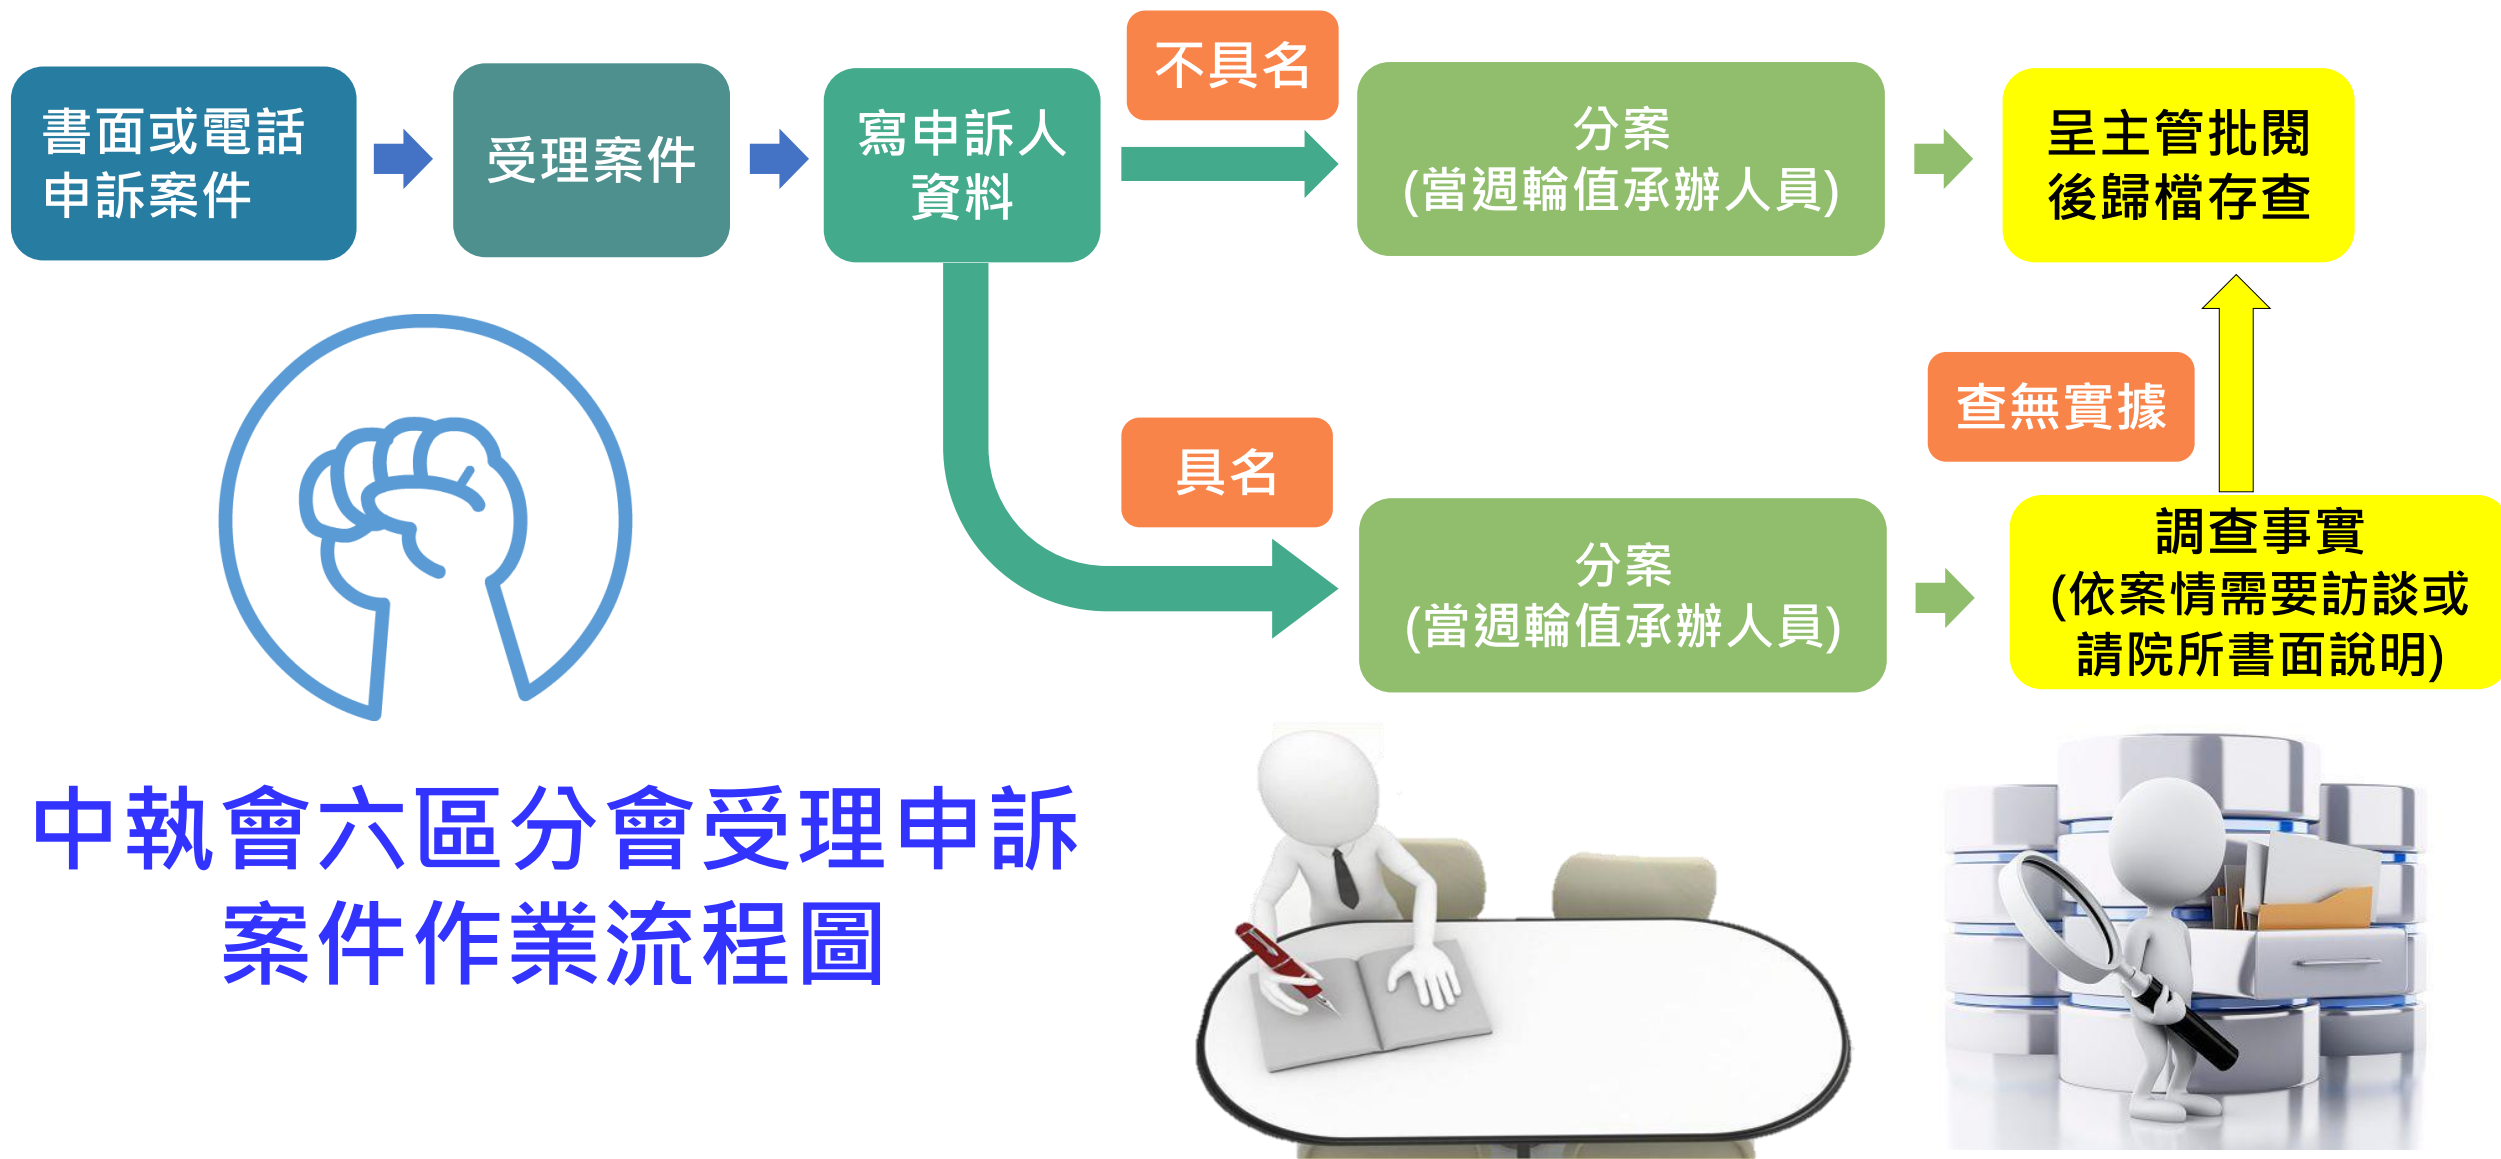 書面或電話
申訴案件
受理案件
寫申訴人
資料
不具名
分案
(當週輪值承辦人員)
呈主管批閱
後歸檔存查
具名
分案
(當週輪值承辦人員)
查無實據
調查事實
(依案情需要訪談或
請院所書面說明)
中執會六區分會受理申訴
案件作業流程圖